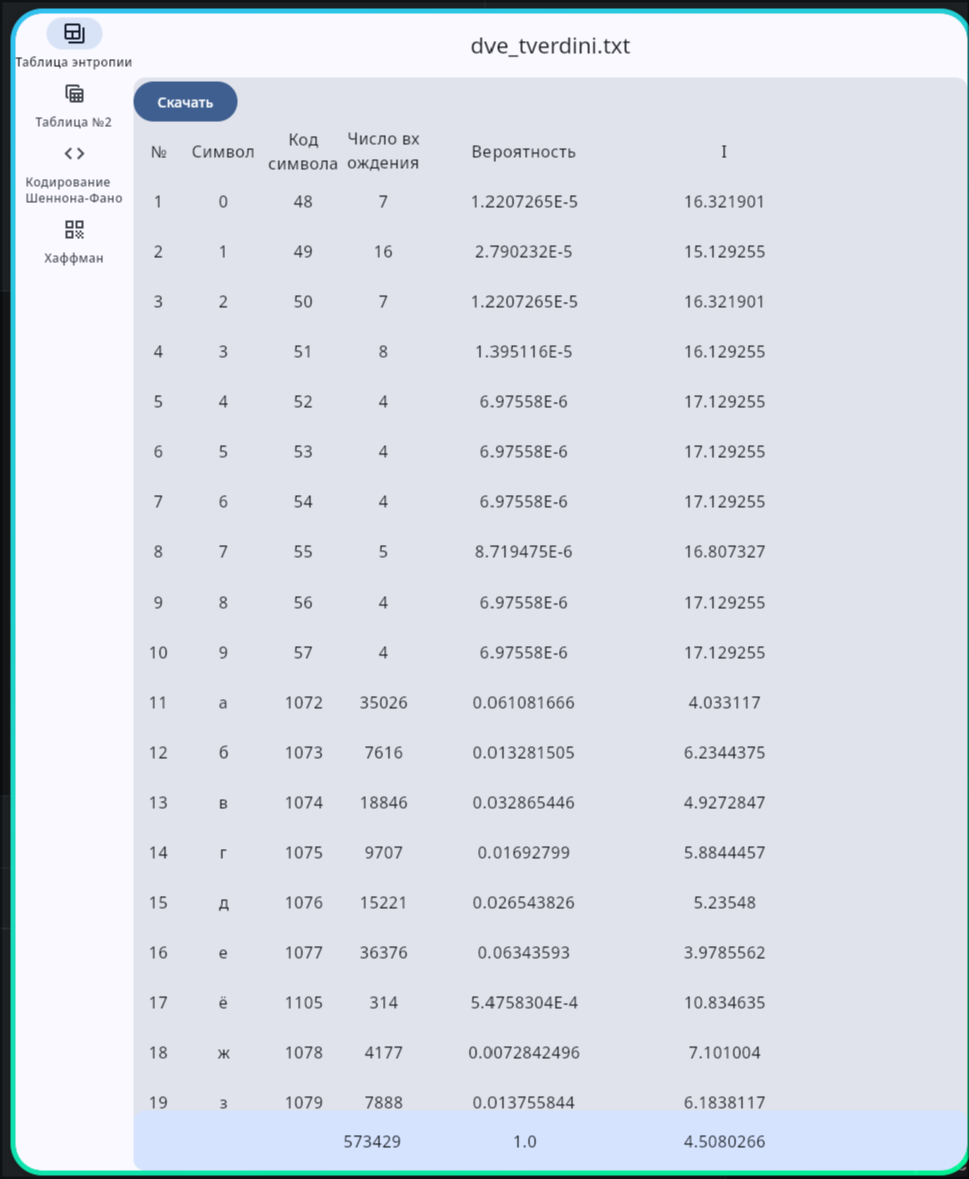 dve_tverdini.txt
Таблица энтропии
Таблица №2
Кодирование
Шеннона-Фано
Хаффман
Скачать
№ Символ Код символа Число вхождения Вероятность I
1 0 48 7 1.2207265E-5 16.321901
2 1 49 16 2.790232E-5 15.129255
3 2 50 7 1.2207265E-5 16.321901
4 3 51 8 1.395116E-5 16.129255
5 4 52 4 6.97558E-6 17.129255
6 5 53 4 6.97558E-6 17.129255
7 6 54 4 6.97558E-6 17.129255
8 7 55 5 8.719475E-6 16.807327
9 8 56 4 6.97558E-6 17.129255
10 9 57 4 6.97558E-6 17.129255
11 а 1072 35026 0.061081666 4.033117
12 б 1073 7616 0.013281505 6.2344375
13 в 1074 18846 0.032865446 4.9272847
14 г 1075 9707 0.01692799 5.8844457
15 д 1076 15221 0.026543826 5.23548
16 е 1077 36376 0.06343593 3.9785562
17 ё 1105 314 5.4758304E-4 10.834635
18 ж 1078 4177 0.0072842496 7.101004
19 з 1079 7888 0.013755844 6.1838117
573429 1.0 4.5080266